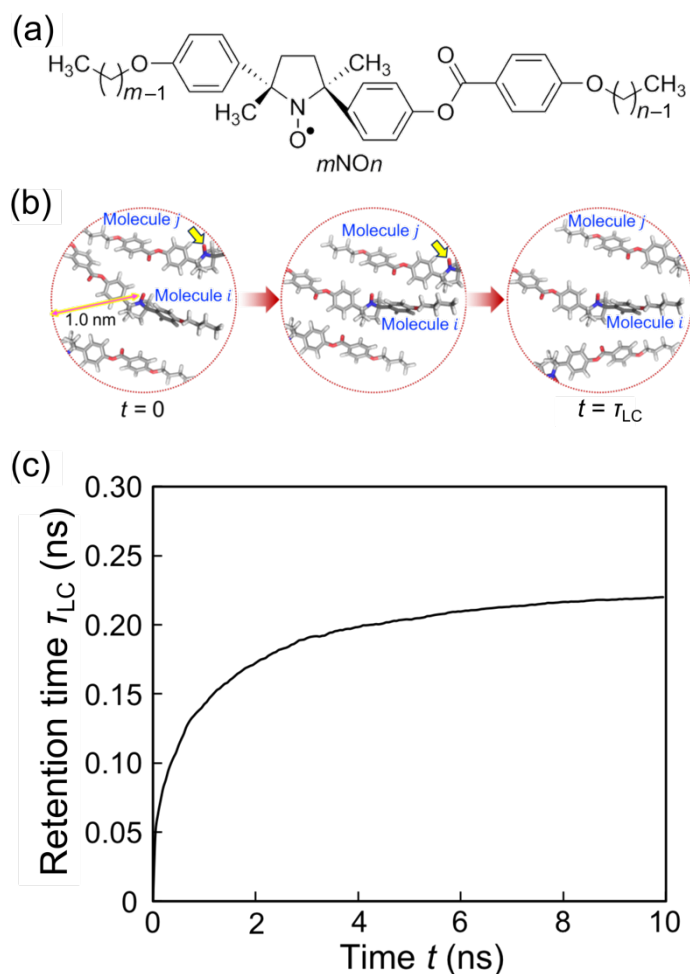 (a)
H₃C
O
m–1
CH₃
H₃C
N
O•
O
O
O
CH₃
n–1
mNOn
(b)
Molecule j
Molecule i
1.0 nm
t = 0
Molecule j
Molecule i
Molecule j
Molecule i
t = τLC
(c)
Retention time τLC (ns)
0.30
0.25
0.20
0.15
0.10
0.05
0
0 2 4 6 8 10
Time t (ns)